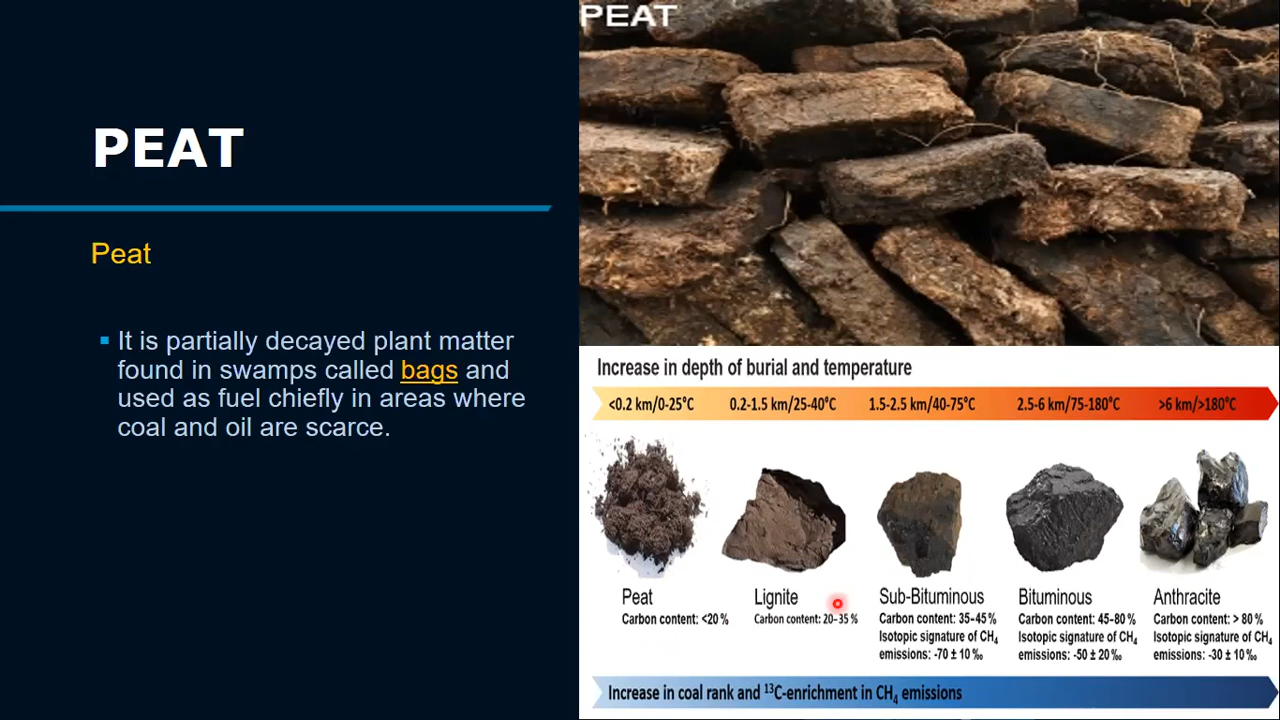 PEAT
Peat
▪ It is partially decayed plant matter
found in swamps called bags and
used as fuel chiefly in areas where
coal and oil are scarce.
PEAT
Increase in depth of burial and temperature
<0.2 km/0-25°C 0.2-1.5 km/25-40°C 1.5-2.5 km/40-75°C 2.5-6 km/75-180°C >6 km/>180°C
Peat Lignite Sub-Bituminous Bituminous Anthracite
Carbon content: <20 % Carbon content: 20–35 % Carbon content: 35–45 % Carbon content: 45-80 % Carbon content: > 80 %
Isotopic signature of CH₄ Isotopic signature of CH₄ Isotopic signature of CH₄
emissions: -70 ± 10 ‰ emissions: -50 ± 20 ‰ emissions: -30 ± 10 ‰
Increase in coal rank and ¹³C-enrichment in CH₄ emissions